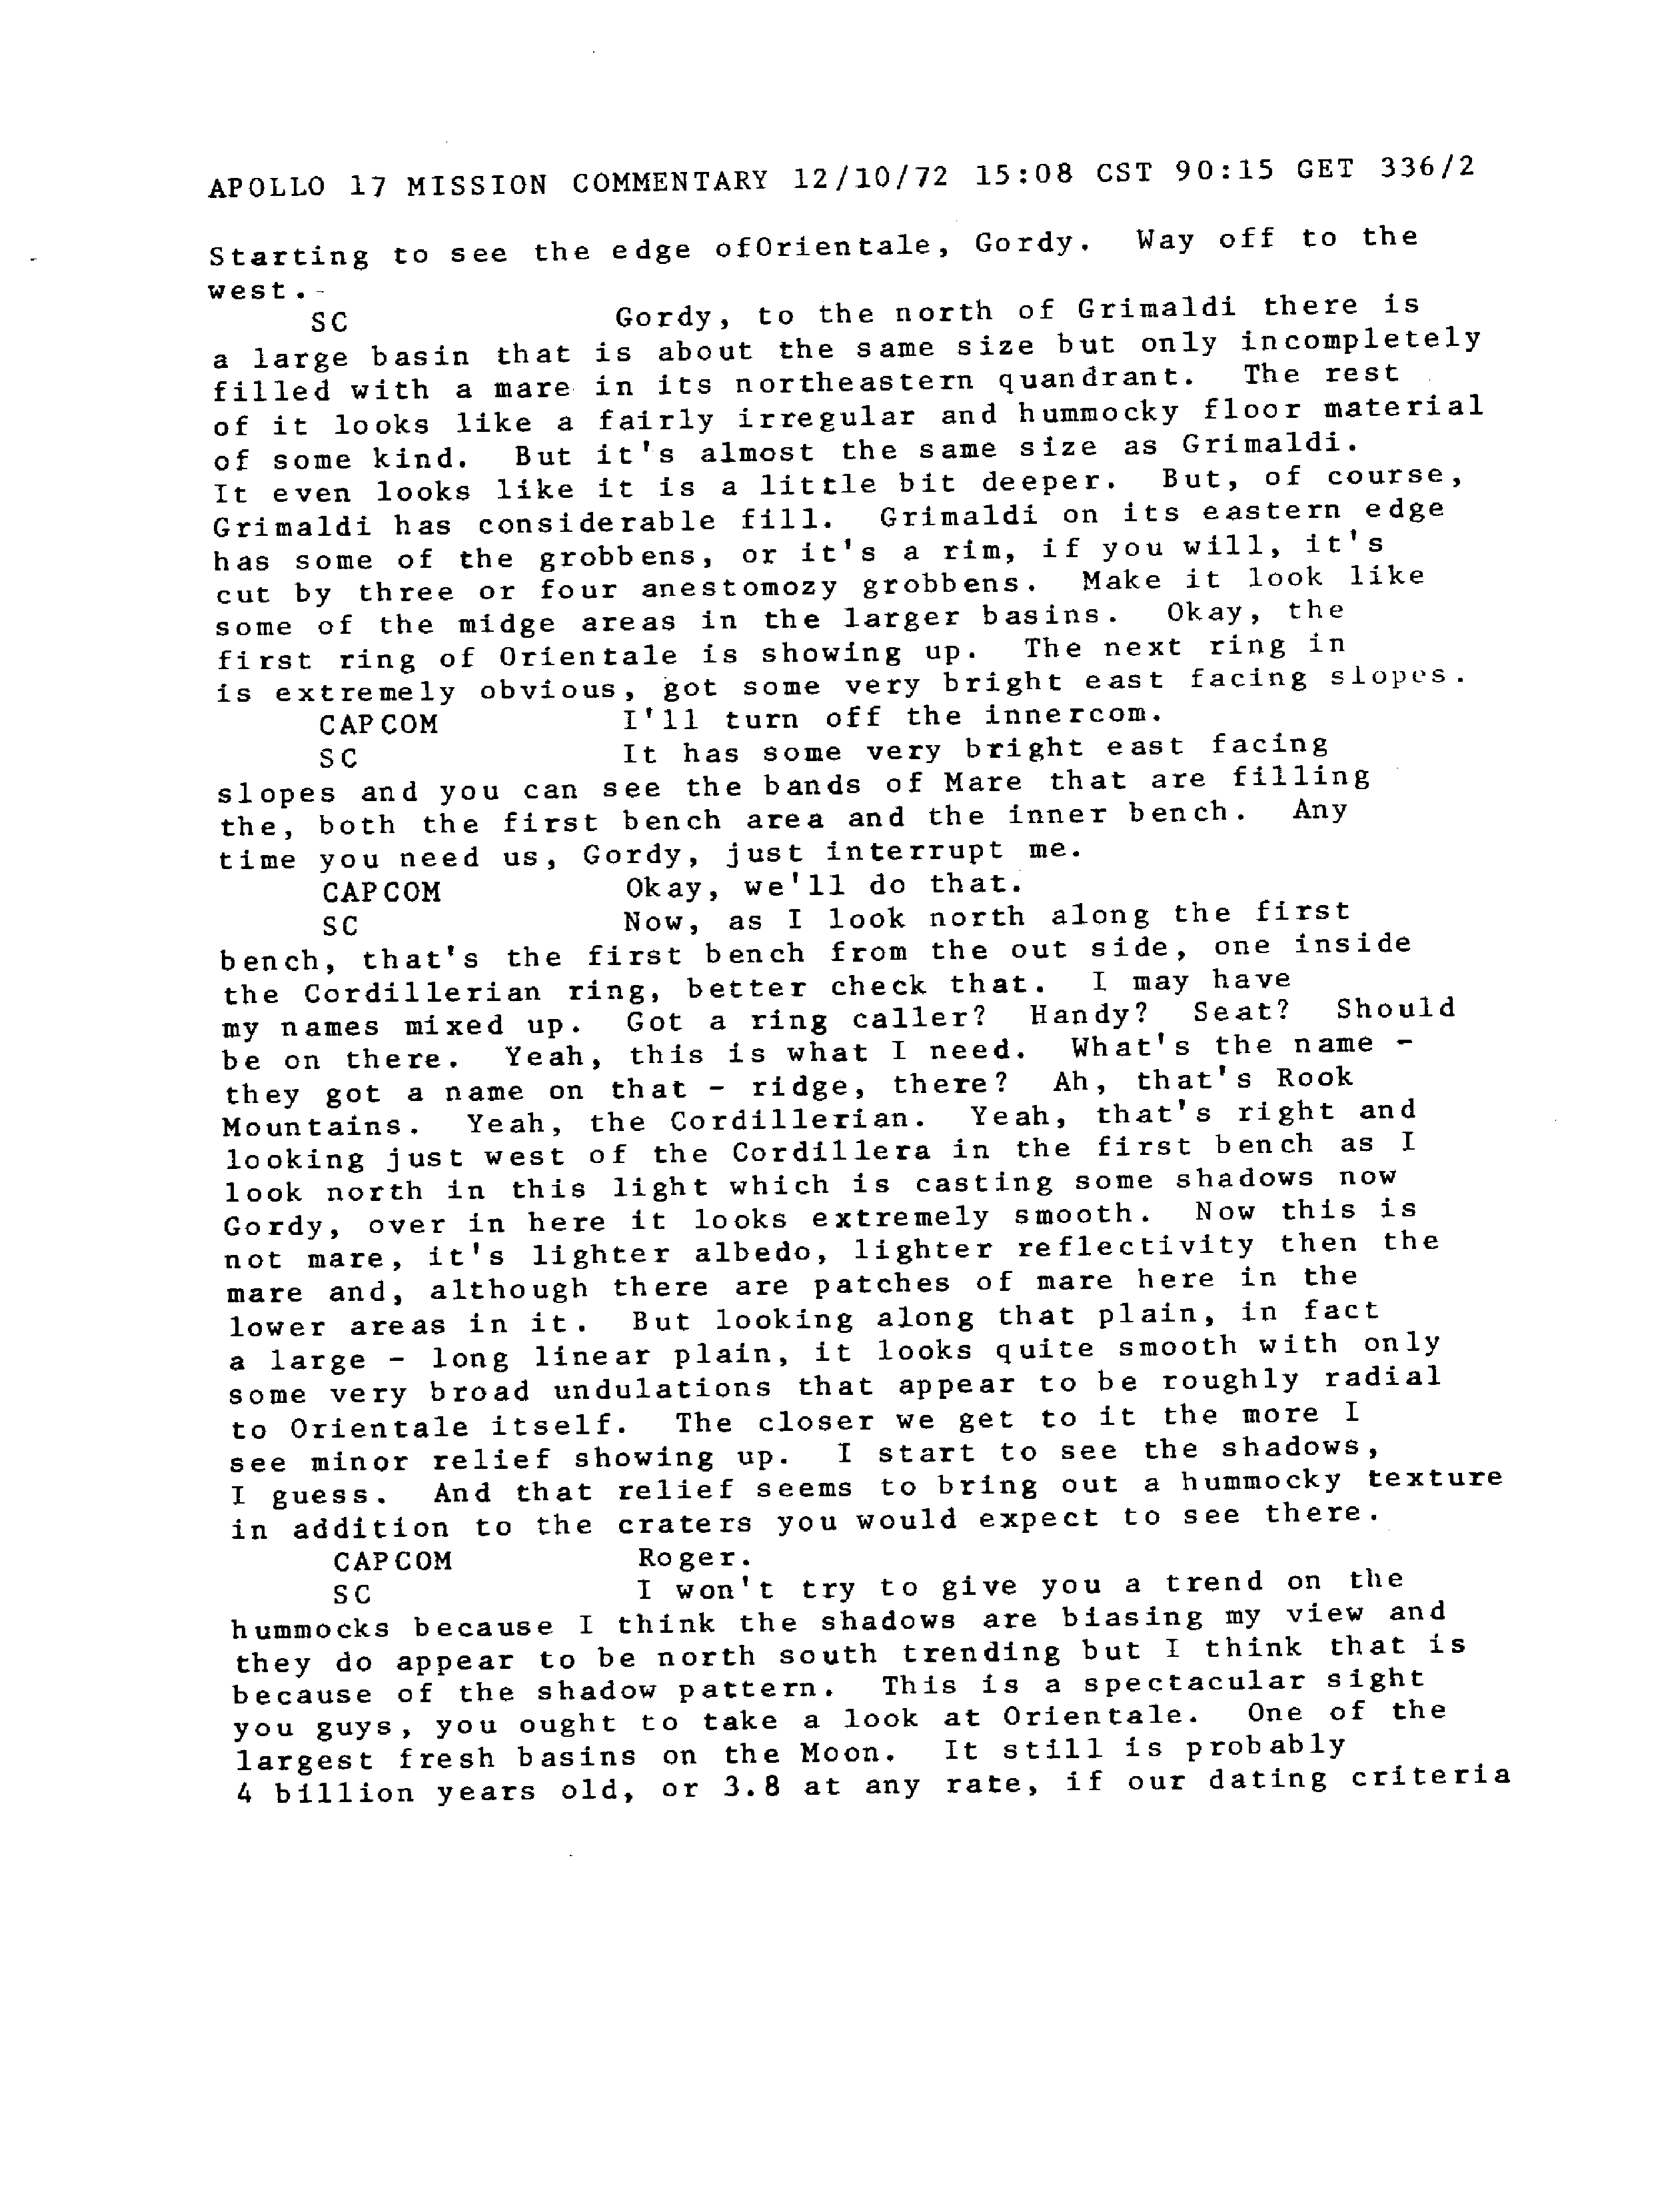 APOLLO 17 MISSION COMMENTARY 12/10/72 15:08 CST 90:15 GET 336/2
Starting to see the edge ofOrientale, Gordy. Way off to the
west.
SC Gordy, to the north of Grimaldi there is
a large basin that is about the same size but only incompletely
filled with a mare in its northeastern quandrant. The rest
of it looks like a fairly irregular and hummocky floor material
of some kind. But it's almost the same size as Grimaldi.
It even looks like it is a little bit deeper. But, of course,
Grimaldi has considerable fill. Grimaldi on its eastern edge
has some of the grobbens, or it's a rim, if you will, it's
cut by three or four anestomozy grobbens. Make it look like
some of the midge areas in the larger basins. Okay, the
first ring of Orientale is showing up. The next ring in
is extremely obvious, got some very bright east facing slopes.
CAPCOM I'll turn off the innercom.
SC It has some very bright east facing
slopes and you can see the bands of Mare that are filling
the, both the first bench area and the inner bench. Any
time you need us, Gordy, just interrupt me.
CAPCOM Okay, we'll do that.
SC Now, as I look north along the first
bench, that's the first bench from the out side, one inside
the Cordillerian ring, better check that. I may have
my names mixed up. Got a ring caller? Handy? Seat? Should
be on there. Yeah, this is what I need. What's the name -
they got a name on that - ridge, there? Ah, that's Rook
Mountains. Yeah, the Cordillerian. Yeah, that's right and
looking just west of the Cordillera in the first bench as I
look north in this light which is casting some shadows now
Gordy, over in here it looks extremely smooth. Now this is
not mare, it's lighter albedo, lighter reflectivity then the
mare and, although there are patches of mare here in the
lower areas in it. But looking along that plain, in fact
a large - long linear plain, it looks quite smooth with only
some very broad undulations that appear to be roughly radial
to Orientale itself. The closer we get to it the more I
see minor relief showing up. I start to see the shadows,
I guess. And that relief seems to bring out a hummocky texture
in addition to the craters you would expect to see there.
CAPCOM Roger.
SC I won't try to give you a trend on the
hummocks because I think the shadows are biasing my view and
they do appear to be north south trending but I think that is
because of the shadow pattern. This is a spectacular sight
you guys, you ought to take a look at Orientale. One of the
largest fresh basins on the Moon. It still is probably
4 billion years old, or 3.8 at any rate, if our dating criteria